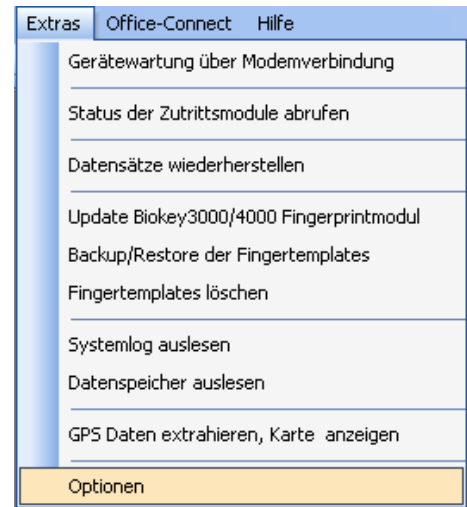 Extras Office-Connect Hilfe
Gerätewartung über Modemverbindung
Status der Zutrittsmodule abrufen
Datensätze wiederherstellen
Update Biokey3000/4000 Fingerprintmodul
Backup/Restore der Fingertemplates
Fingertemplates löschen
Systemlog auslesen
Datenspeicher auslesen
GPS Daten extrahieren, Karte anzeigen
Optionen